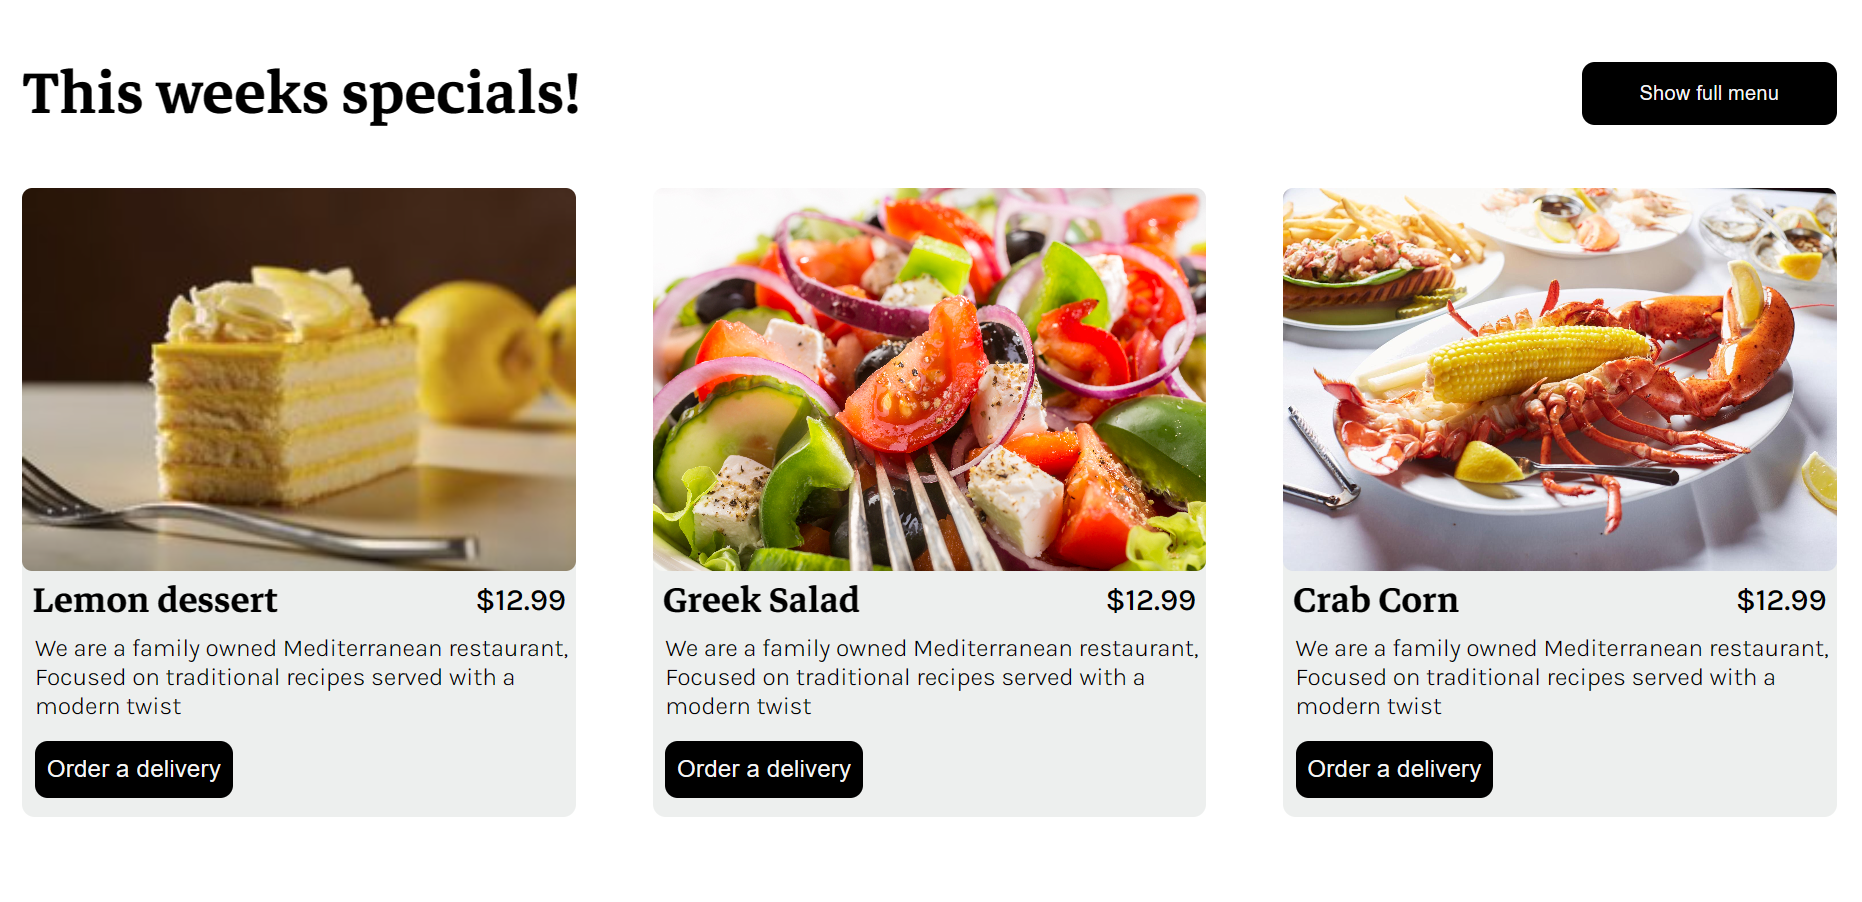 This weeks specials!
Show full menu
Lemon dessert
$12.99
We are a family owned Mediterranean restaurant,
Focused on traditional recipes served with a
modern twist
Order a delivery
Greek Salad
$12.99
We are a family owned Mediterranean restaurant,
Focused on traditional recipes served with a
modern twist
Order a delivery
Crab Corn
$12.99
We are a family owned Mediterranean restaurant,
Focused on traditional recipes served with a
modern twist
Order a delivery